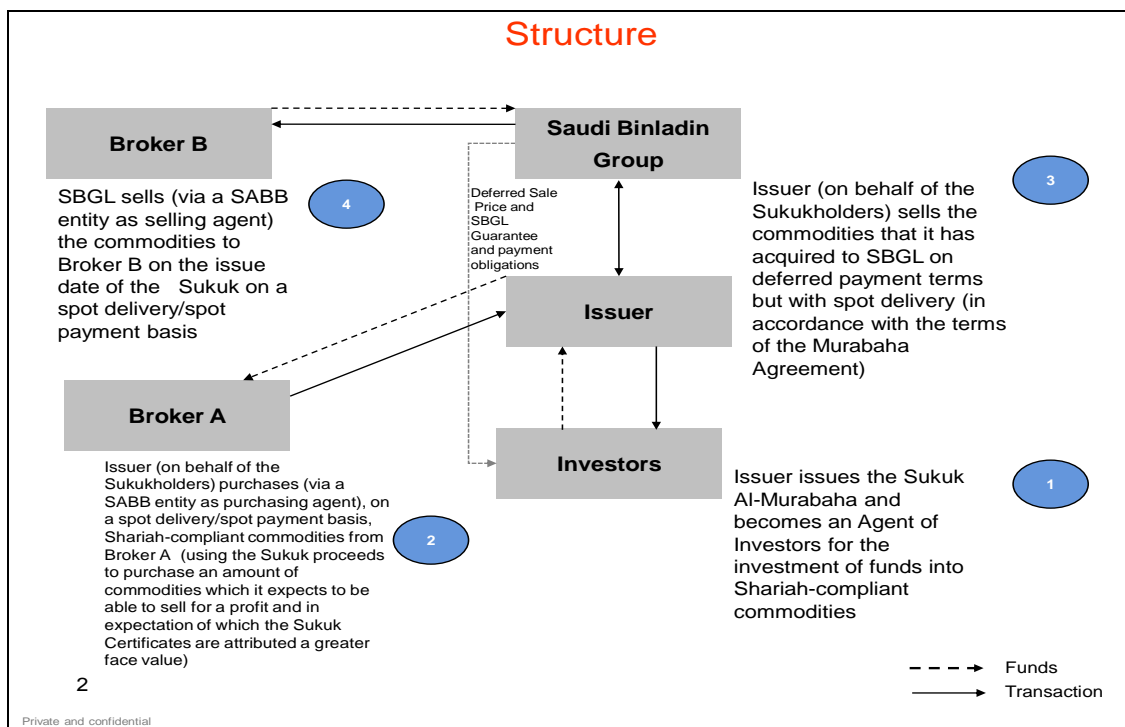 Structure
Broker B
Saudi Binladin
Group
SBGL sells (via a SABB
entity as selling agent)
the commodities to
Broker B on the issue
date of the Sukuk on a
spot delivery/spot
payment basis
4
Deferred Sale
Price and
SBGL
Guarantee
and payment
obligations
3
Issuer (on behalf of the
Sukukholders) sells the
commodities that it has
acquired to SBGL on
deferred payment terms
but with spot delivery (in
accordance with the terms
of the Murabaha
Agreement)
Issuer
Broker A
Issuer (on behalf of the
Sukukholders) purchases (via a
SABB entity as purchasing agent), on
a spot delivery/spot payment basis,
Shariah-compliant commodities from
Broker A (using the Sukuk proceeds
to purchase an amount of
commodities which it expects to be
able to sell for a profit and in
expectation of which the Sukuk
Certificates are attributed a greater
face value)
2
Investors
Issuer issues the Sukuk
Al-Murabaha and
becomes an Agent of
Investors for the
investment of funds into
Shariah-compliant
commodities
1
Funds
Transaction
2
Private and confidential